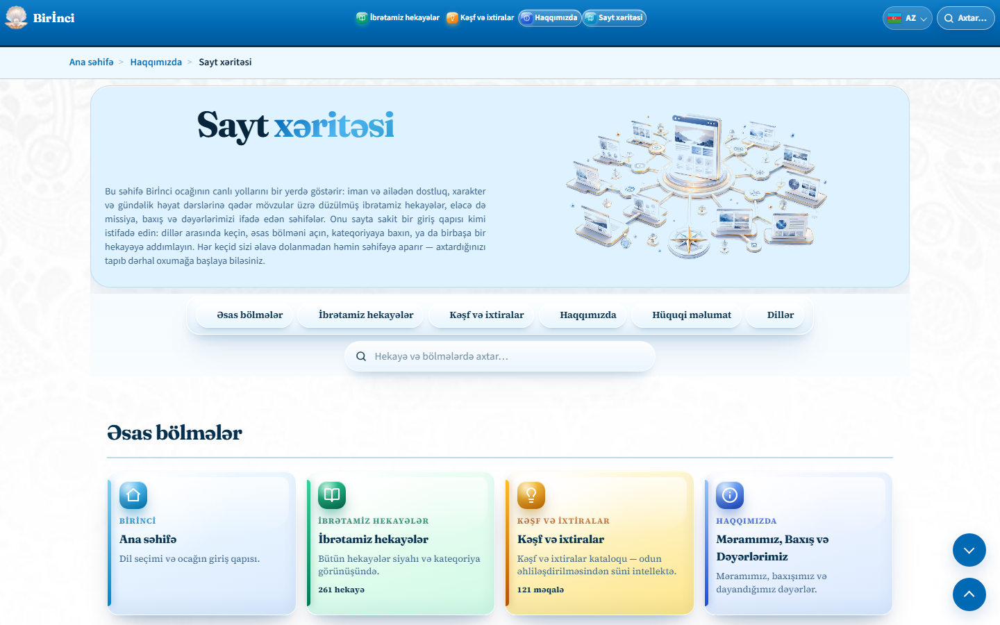 Birİnci
İbrətamiz hekayələr
Kəşf və ixtiralar
Haqqımızda
Sayt xəritəsi
AZ
Axtar...
Ana səhifə > Haqqımızda > Sayt xəritəsi
Sayt xəritəsi
Bu səhifə Birİnci ocağının canlı yollarını bir yerdə göstərir: iman və ailədən dostluq, xarakter
və gündəlik həyat dərslərinə qədər mövzular üzrə düzülmüş ibrətamiz hekayələr, eləcə də
missiya, baxış və dəyərlərimizi ifadə edən səhifələr. Onu sayta sakit bir giriş qapısı kimi
istifadə edin: dillər arasında keçin, əsas bölməni açın, kateqoriyaya baxın, ya da birbaşa bir
hekayəyə addımlayın. Hər keçid sizi əlavə dolanmadan həmin səhifəyə aparır — axtardığınızı
tapıb dərhal oxumağa başlaya bilərsiniz.
Əsas bölmələr
İbrətamiz hekayələr
Kəşf və ixtiralar
Haqqımızda
Hüquqi məlumat
Dillər
Hekayə və bölmələrdə axtar...
Əsas bölmələr
BİRİNCİ
Ana səhifə
Dil seçimi və ocağın giriş qapısı.
İBRƏTAMİZ HEKAYƏLƏR
İbrətamiz hekayələr
Bütün hekayələr siyahı və kateqoriya
görünüşündə.
261 hekayə
KƏŞF VƏ İXTİRALAR
Kəşf və ixtiralar
Kəşf və ixtiralar kataloqu — odun
əhliləşdirilməsindən süni intellektə.
121 məqalə
HAQQIMIZDA
Məramımız, Baxış və
Dəyərlərimiz
Məramımız, baxışımız və
dayandığımız dəyərlər.